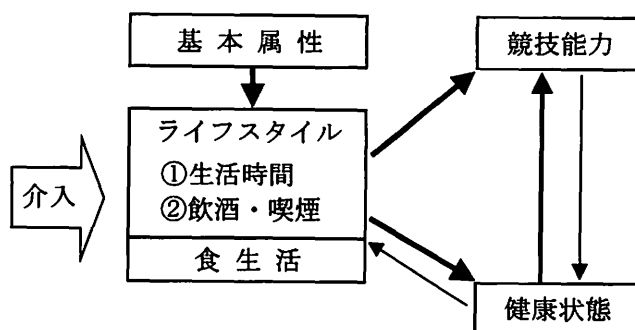 基本属性
競技能力
ライフスタイル
①生活時間
②飲酒・喫煙
介入
食生活
健康状態